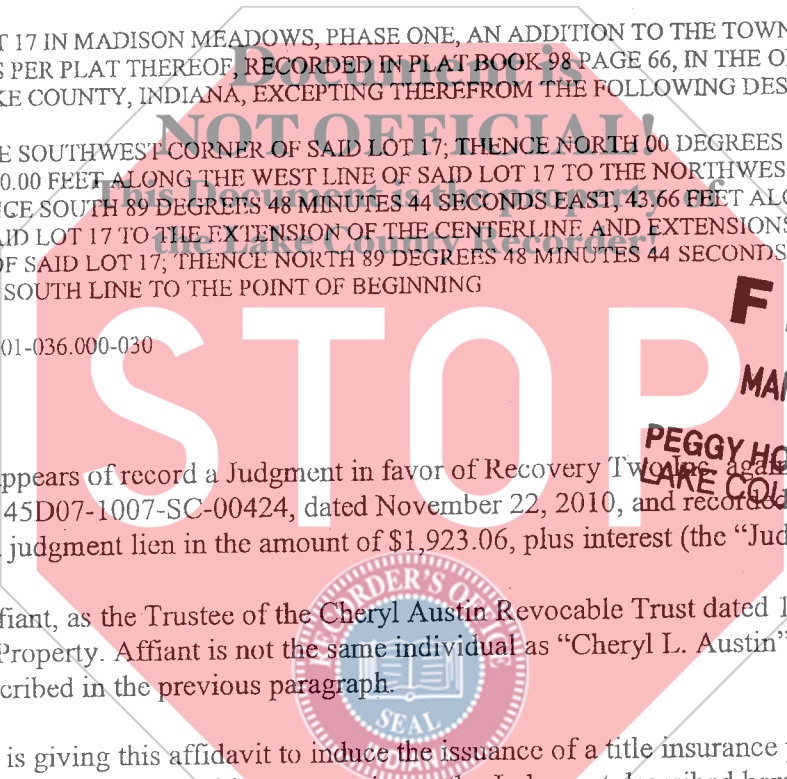 T 17 IN MADISON MEADOWS, PHASE ONE, AN ADDITION TO THE TOWN
S PER PLAT THEREOF, RECORDED IN PLAT BOOK 98 PAGE 66, IN THE O
KE COUNTY, INDIANA, EXCEPTING THEREFROM THE FOLLOWING DES
Document is
NOT OFFICIAL!
This Document is the property of
the Lake County Recorder!
E SOUTHWEST CORNER OF SAID LOT 17; THENCE NORTH 00 DEGREES
0.00 FEET ALONG THE WEST LINE OF SAID LOT 17 TO THE NORTHWES
CE SOUTH 89 DEGREES 48 MINUTES 44 SECONDS EAST, 43.66 FEET ALO
AID LOT 17 TO THE EXTENSION OF THE CENTERLINE AND EXTENSIONS
OF SAID LOT 17; THENCE NORTH 89 DEGREES 48 MINUTES 44 SECONDS
SOUTH LINE TO THE POINT OF BEGINNING
F
01-036.000-030
STOP
MA
PEGGY HO
LAKE COU
ppears of record a Judgment in favor of Recovery Two Inc. again
45D07-1007-SC-00424, dated November 22, 2010, and recorded
judgment lien in the amount of $1,923.06, plus interest (the “Jud
RECORDER'S OFFICE
fiant, as the Trustee of the Cheryl Austin Revocable Trust dated 1
Property. Affiant is not the same individual as “Cheryl L. Austin”
cribed in the previous paragraph.
SEAL
INDIANA
is giving this affidavit to induce the issuance of a title insurance